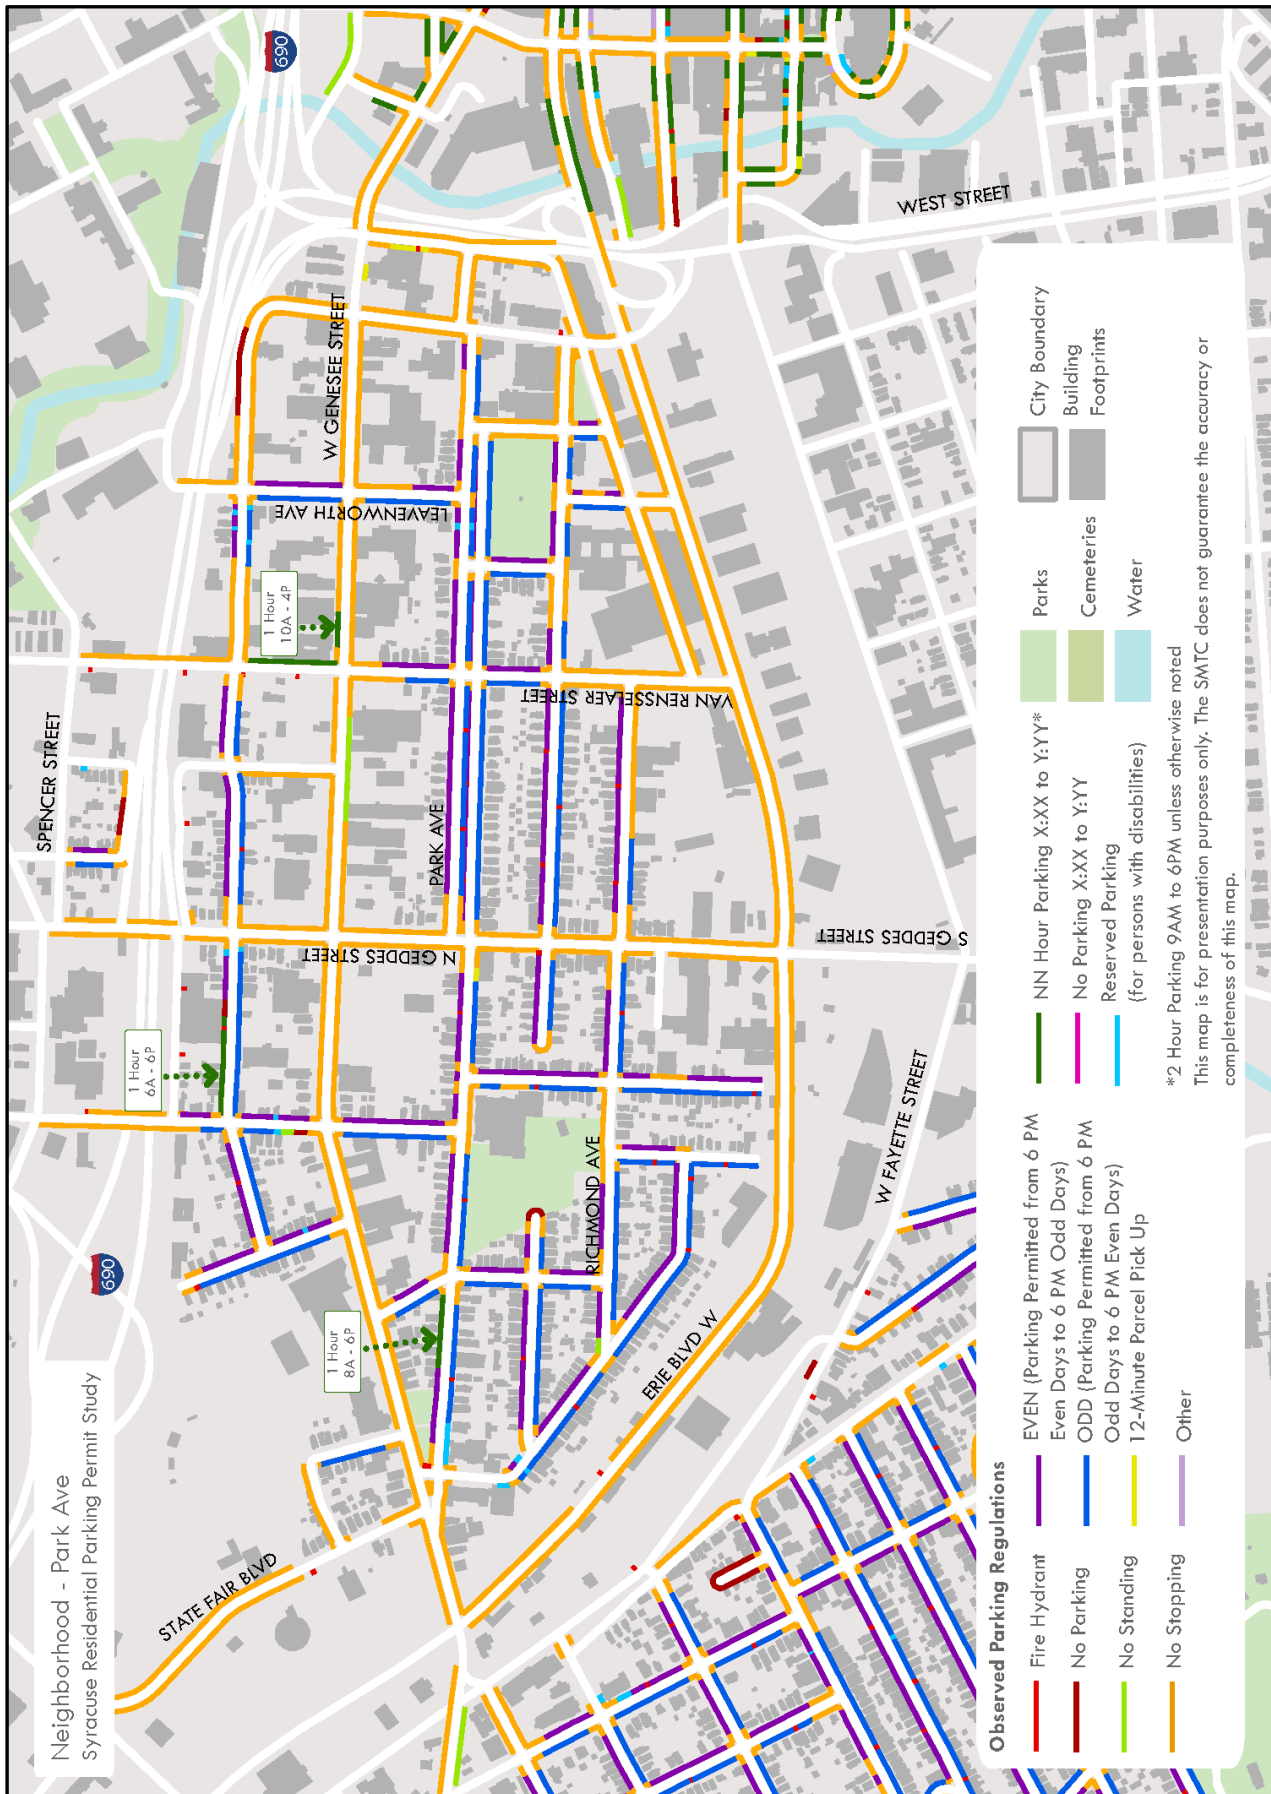 Neighborhood - Park Ave
Syracuse Residential Parking Permit Study
690
690
STATE FAIR BLVD
SPENCER STREET
W GENESEE STREET
LEAVENWORTH AVE
PARK AVE
VAN RENSSELAER STREET
N GEDDES STREET
S GEDDES STREET
RICHMOND AVE
ERIE BLVD W
W FAYETTE STREET
WEST STREET
1 Hour
8A - 6P
1 Hour
6A - 6P
1 Hour
10A - 4P
Observed Parking Regulations
Fire Hydrant
No Parking
No Standing
No Stopping
EVEN (Parking Permitted from 6 PM
Even Days to 6 PM Odd Days)
ODD (Parking Permitted from 6 PM
Odd Days to 6 PM Even Days)
12-Minute Parcel Pick Up
Other
NN Hour Parking X:XX to Y:YY*
No Parking X:XX to Y:YY
Reserved Parking
(for persons with disabilities)
Parks
Cemeteries
Water
City Boundary
Building
Footprints
*2 Hour Parking 9AM to 6PM unless otherwise noted
This map is for presentation purposes only. The SMTC does not guarantee the accuracy or
completeness of this map.